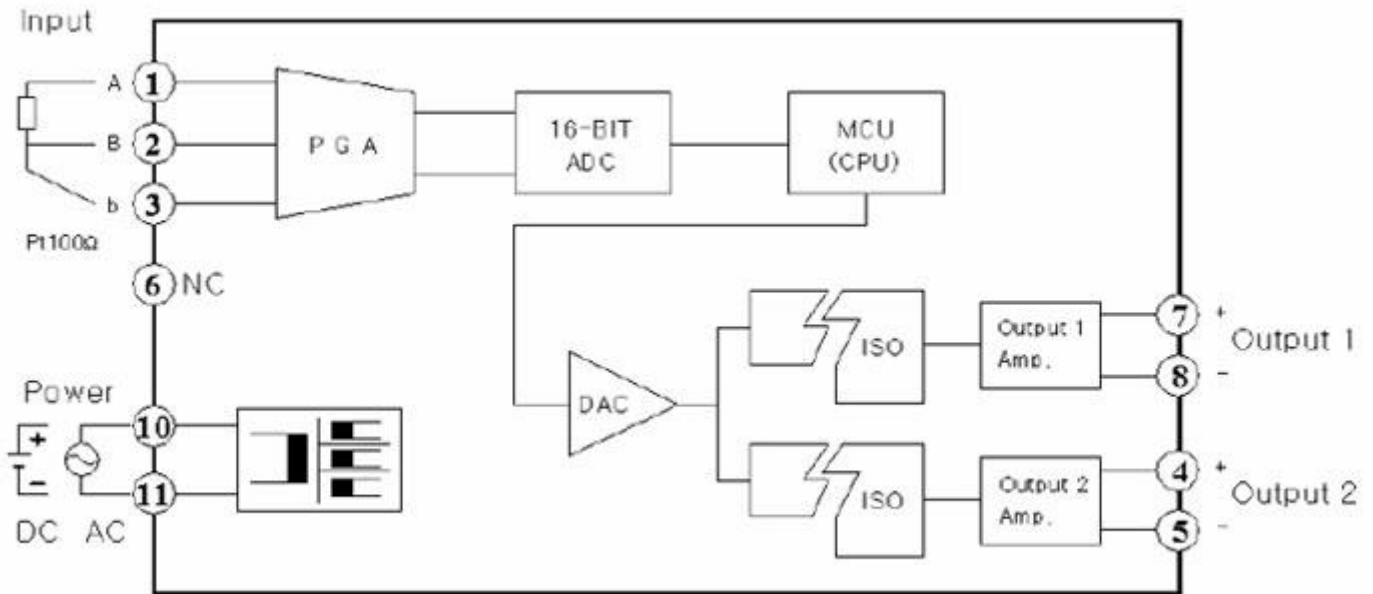 Input
A 1
B 2
b 3
Pt100Ω
6 NC
P G A
16-BIT
ADC
MCU
(CPU)
DAC
ISO
Output 1
Amp.
7 +
8 -
Output 1
ISO
Output 2
Amp.
4 +
5 -
Output 2
Power
+
-
10
11
DC AC